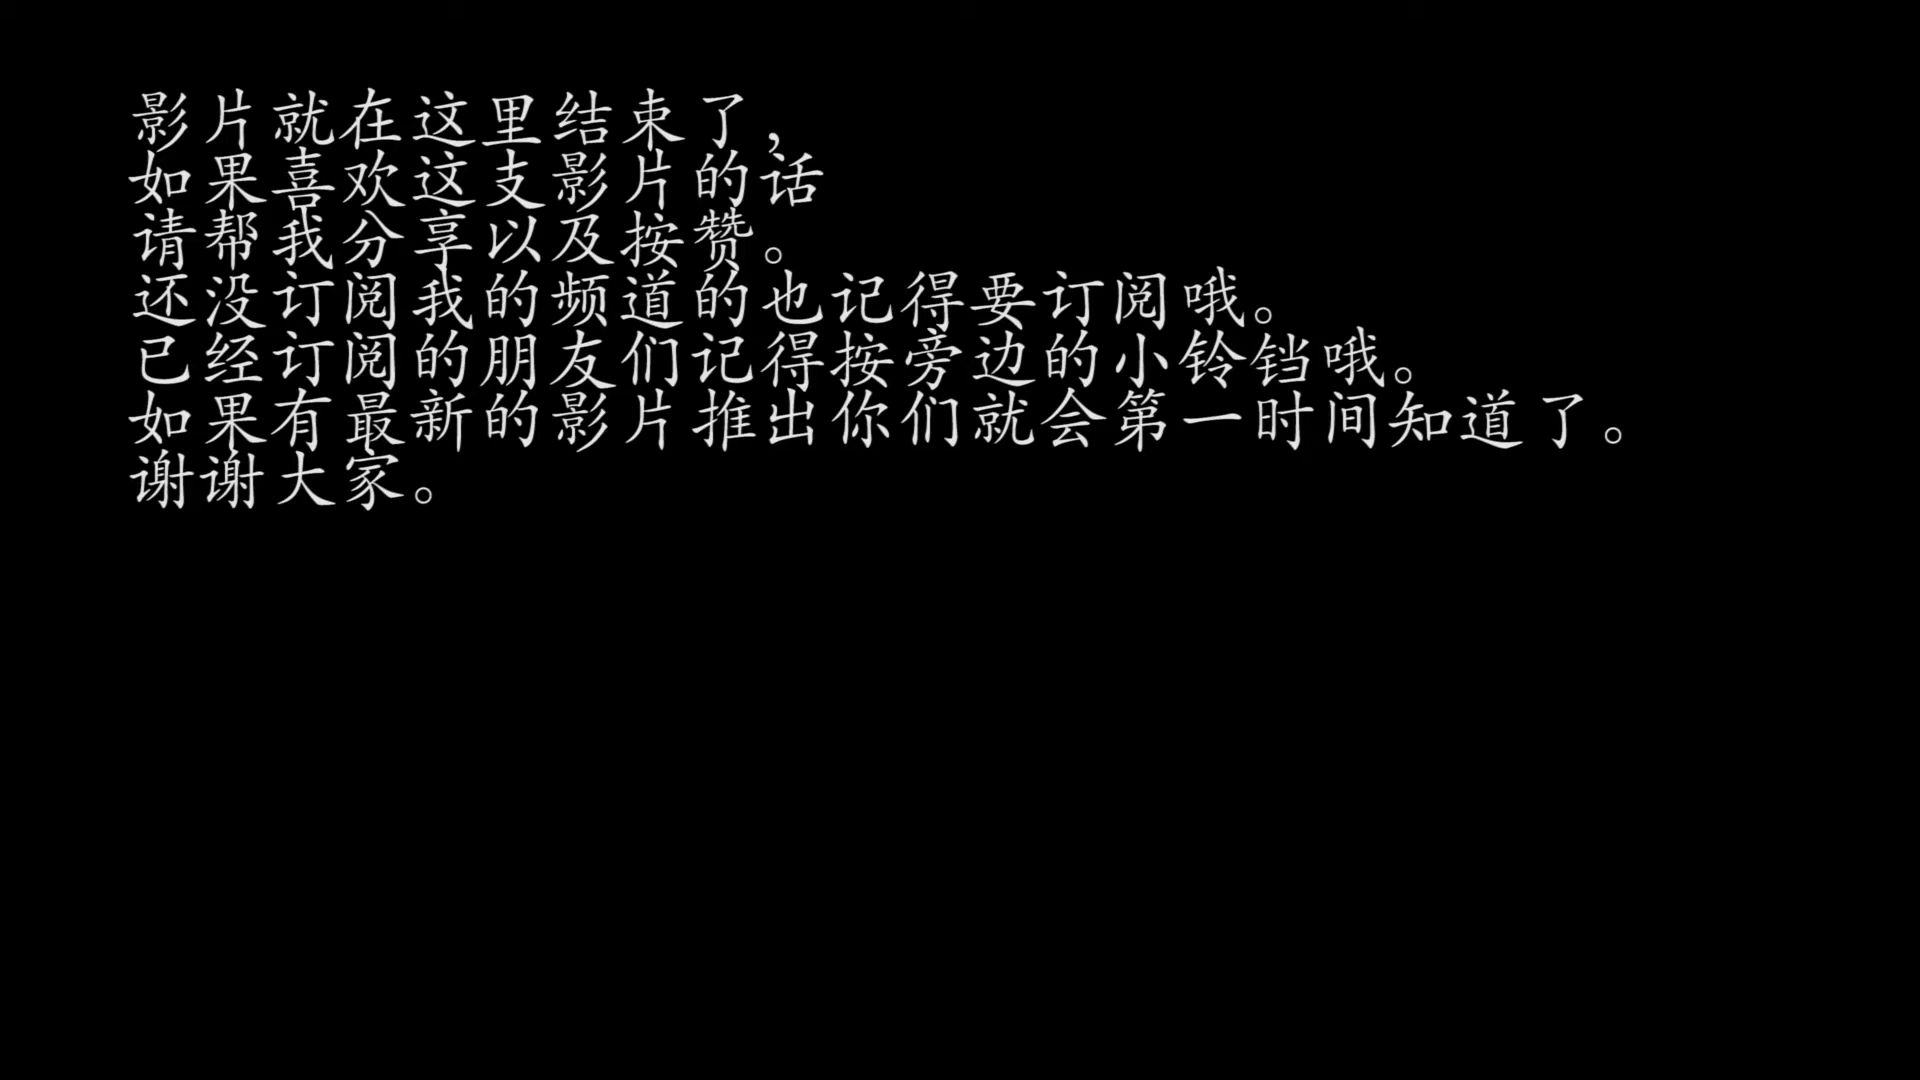 影片就在这里结束了，
如果喜欢这支影片的话
请帮我分享以及按赞。
还没订阅我的频道的也记得要订阅哦。
已经订阅的朋友们记得按旁边的小铃铛哦。
如果有最新的影片推出你们就会第一时间知道了。
谢谢大家。